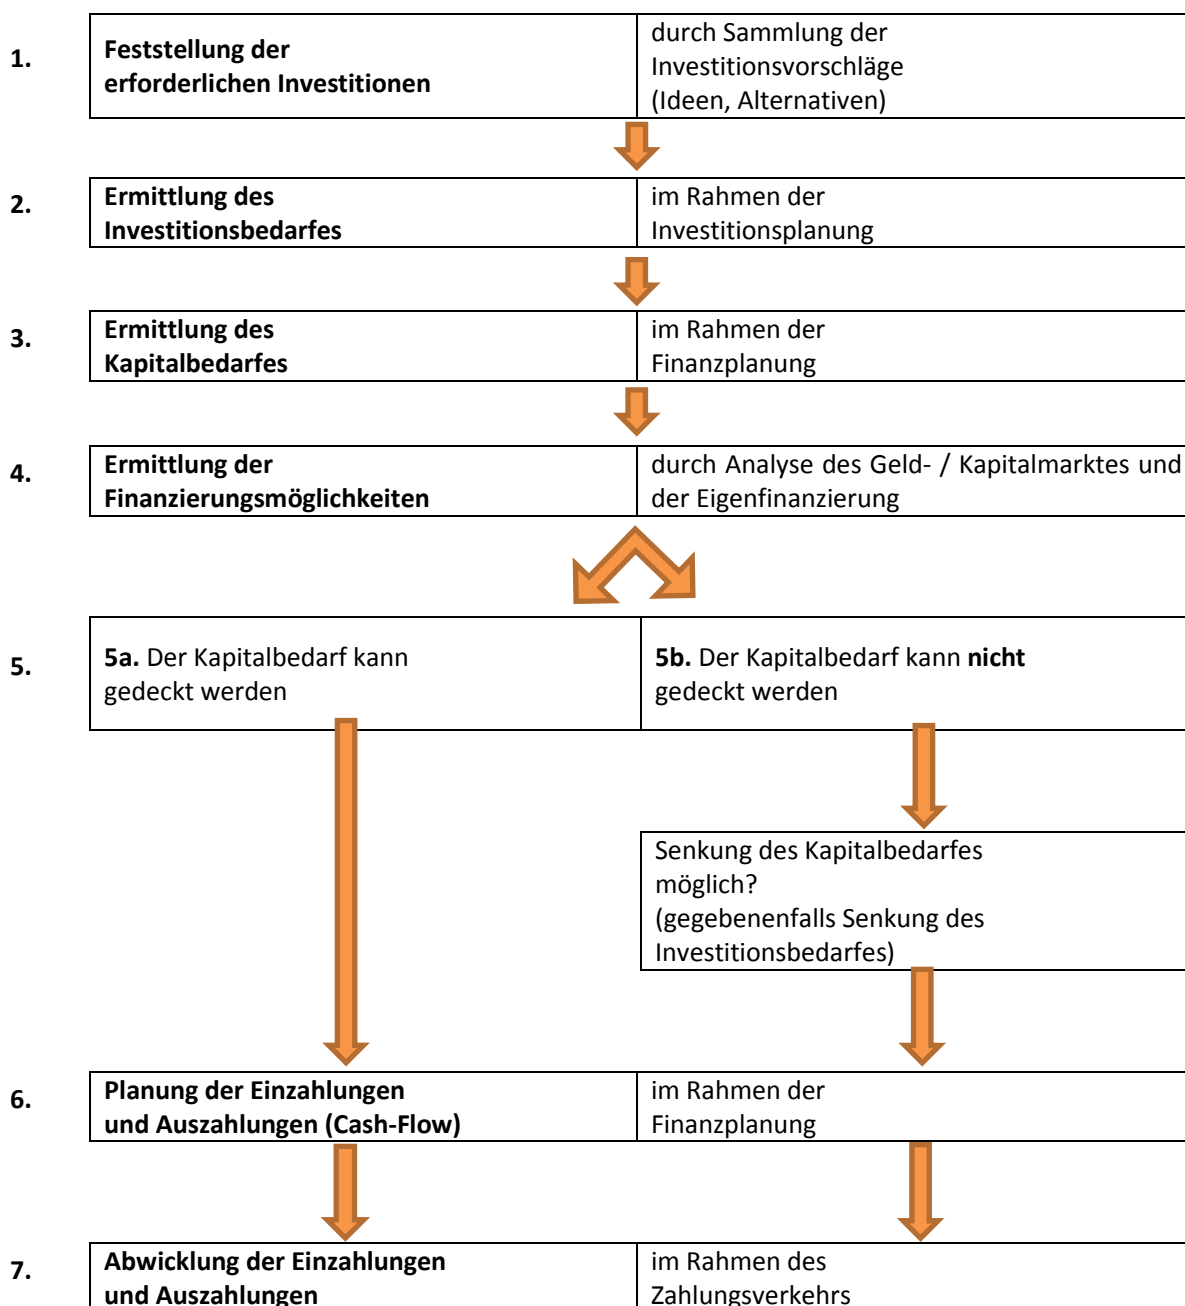 1.
Feststellung der
erforderlichen Investitionen
durch Sammlung der
Investitionsvorschläge
(Ideen, Alternativen)
2.
Ermittlung des
Investitionsbedarfes
im Rahmen der
Investitionsplanung
3.
Ermittlung des
Kapitalbedarfes
im Rahmen der
Finanzplanung
4.
Ermittlung der
Finanzierungsmöglichkeiten
durch Analyse des Geld- / Kapitalmarktes und
der Eigenfinanzierung
5.
5a. Der Kapitalbedarf kann
gedeckt werden
5b. Der Kapitalbedarf kann nicht
gedeckt werden
Senkung des Kapitalbedarfes
möglich?
(gegebenenfalls Senkung des
Investitionsbedarfes)
6.
Planung der Einzahlungen
und Auszahlungen (Cash-Flow)
im Rahmen der
Finanzplanung
7.
Abwicklung der Einzahlungen
und Auszahlungen
im Rahmen des
Zahlungsverkehrs